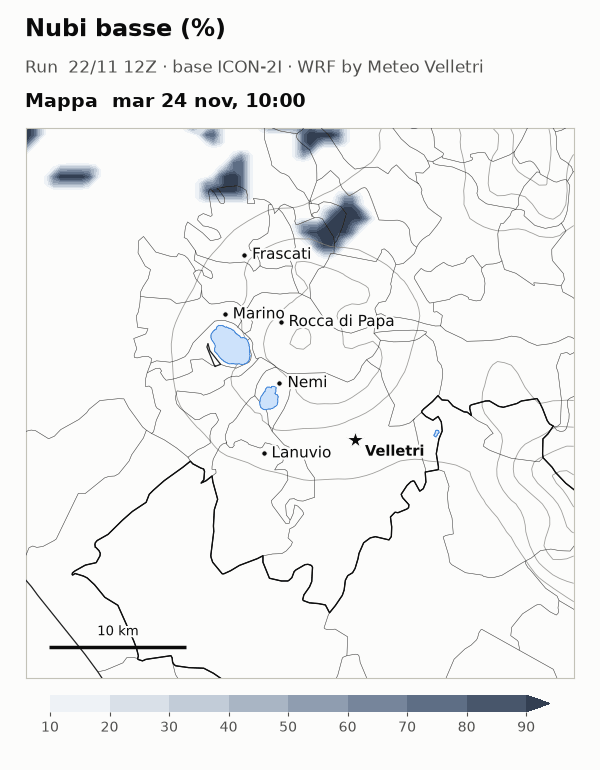 Nubi basse (%)
Run  22/11 12Z · base ICON-2I · WRF by Meteo Velletri
Mappa  mar 24 nov, 10:00
Frascati
Marino
Rocca di Papa
Nemi
Velletri
Lanuvio
10 km
10 20 30 40 50 60 70 80 90